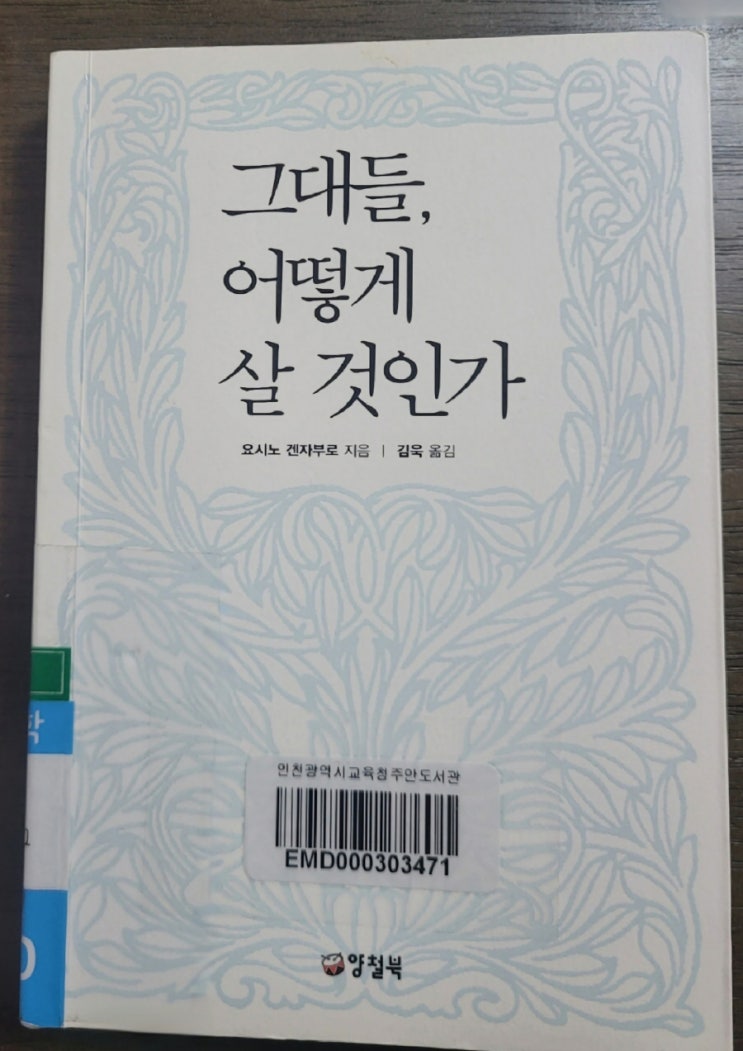 그대들,
어떻게
살 것인가
요시노 겐자부로 지음 | 김욱 옮김
학
인천광역시교육청주안도서관
EMD000303471
양철북